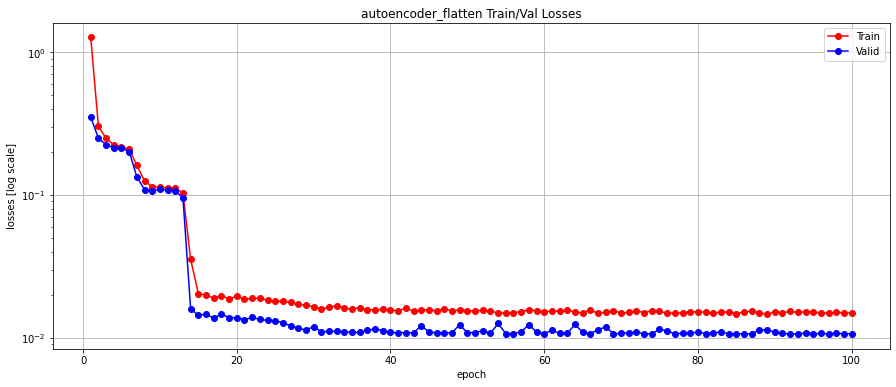 autoencoder_flatten Train/Val Losses
Train
Valid
10⁰
10⁻¹
10⁻²
losses [log scale]
0 20 40 60 80 100
epoch